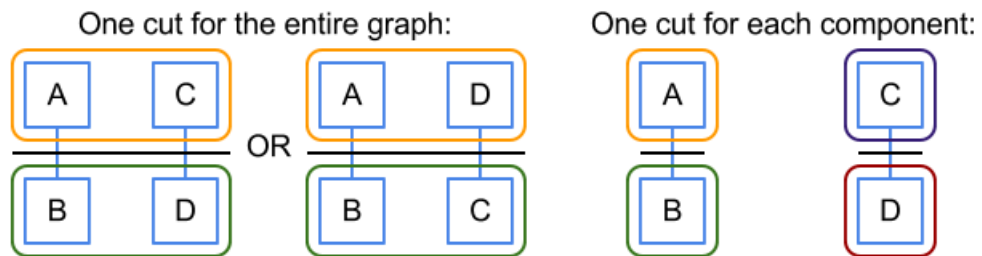 One cut for the entire graph:
One cut for each component:
A C
A D
A
C
OR
B D
B C
B
D